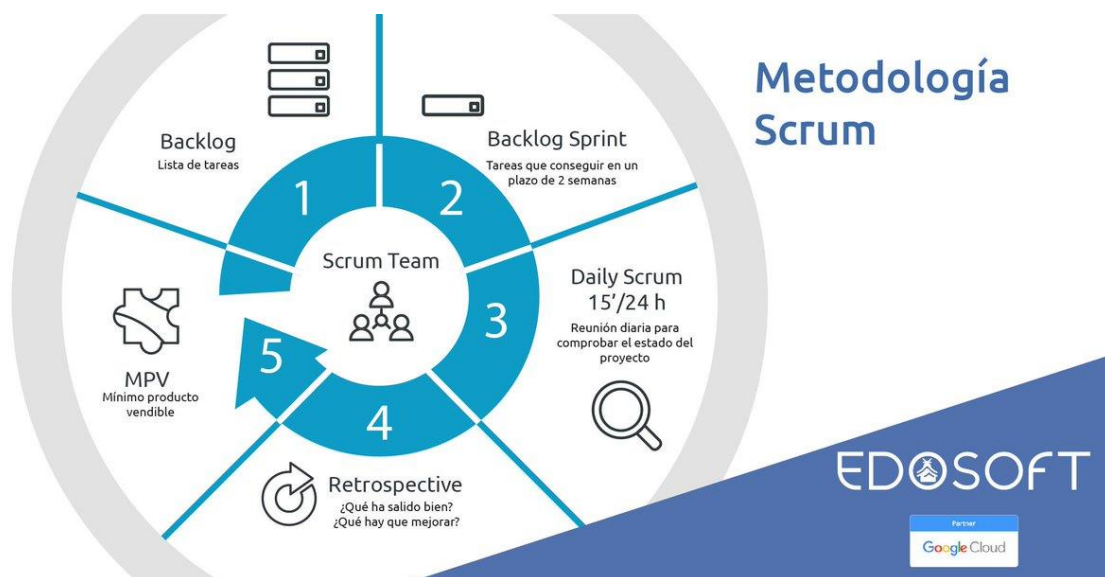 Metodología
Scrum
Backlog
Lista de tareas
1
Backlog Sprint
Tareas que conseguir en un
plazo de 2 semanas
2
Scrum Team
Daily Scrum
15’/24 h
Reunión diaria para
comprobar el estado del
proyecto
3
Retrospective
¿Qué ha salido bien?
¿Qué hay que mejorar?
4
MPV
Mínimo producto
vendible
5
EDOSOFT
Partner
Google Cloud